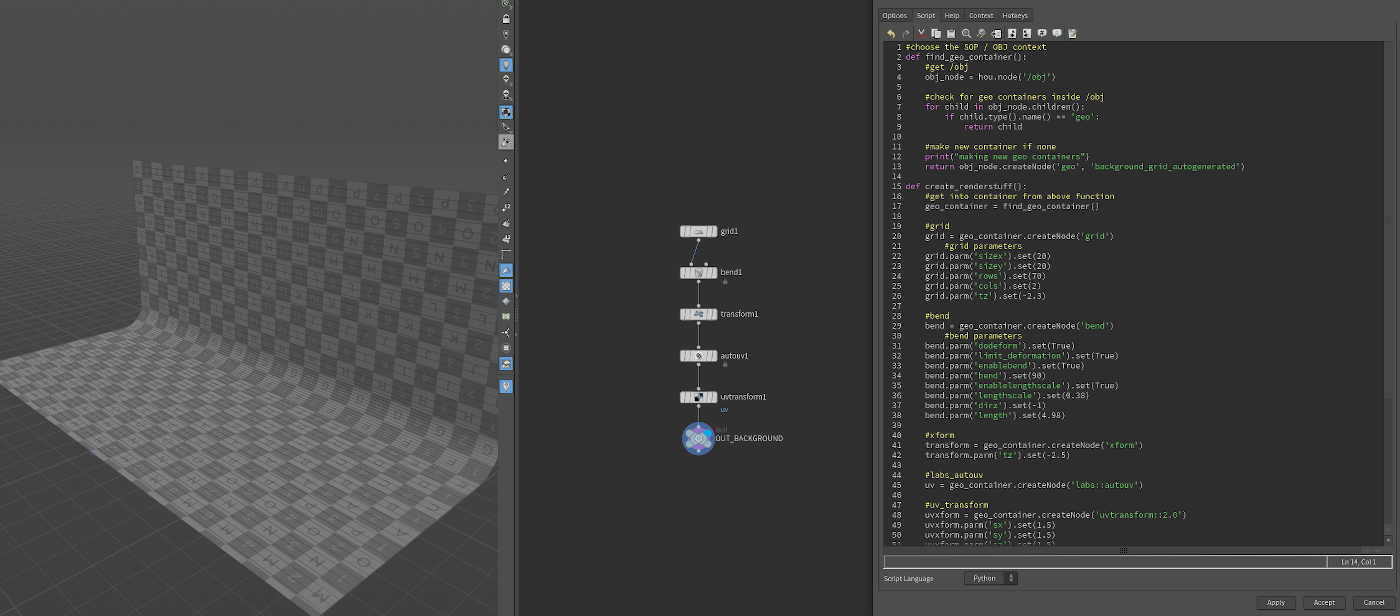 Options Script Help Context Hotkeys
1 #choose the SOP / OBJ context
2 def find_geo_container():
3 #get /obj
4 obj_node = hou.node('/obj')
5
6 #check for geo containers inside /obj
7 for child in obj_node.children():
8 if child.type().name() == 'geo':
9 return child
10
11 #make new container if none
12 print("making new geo containers")
13 return obj_node.createNode('geo', 'background_grid_autogenerated')
14
15 def create_renderstuff():
16 #get into container from above function
17 geo_container = find_geo_container()
18
19 #grid
20 grid = geo_container.createNode('grid')
21 #grid parameters
22 grid.parm('sizex').set(20)
23 grid.parm('sizey').set(20)
24 grid.parm('rows').set(70)
25 grid.parm('cols').set(2)
26 grid.parm('tz').set(-2.3)
27
28 #bend
29 bend = geo_container.createNode('bend')
30 #bend parameters
31 bend.parm('dodeform').set(True)
32 bend.parm('limit_deformation').set(True)
33 bend.parm('enablebend').set(True)
34 bend.parm('bend').set(90)
35 bend.parm('enablelengthscale').set(True)
36 bend.parm('lengthscale').set(0.38)
37 bend.parm('dirz').set(-1)
38 bend.parm('length').set(4.98)
39
40 #xform
41 transform = geo_container.createNode('xform')
42 transform.parm('tz').set(-2.5)
43
44 #labs_autouv
45 uv = geo_container.createNode('labs::autouv')
46
47 #uv_transform
48 uvxform = geo_container.createNode('uvtransform::2.0')
49 uvxform.parm('sx').set(1.5)
50 uvxform.parm('sy').set(1.5)
51 uvxform.parm('sz').set(1.5)
Ln 14, Col 1
Script Language Python
Apply Accept Cancel
grid1
bend1
transform1
autouv1
uvtransform1
uv
Null
OUT_BACKGROUND